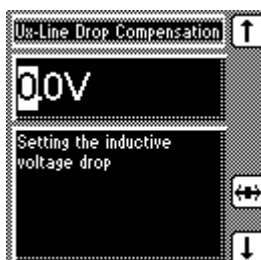 Ux-Line Drop Compensation
0.0V
Setting the inductive
voltage drop